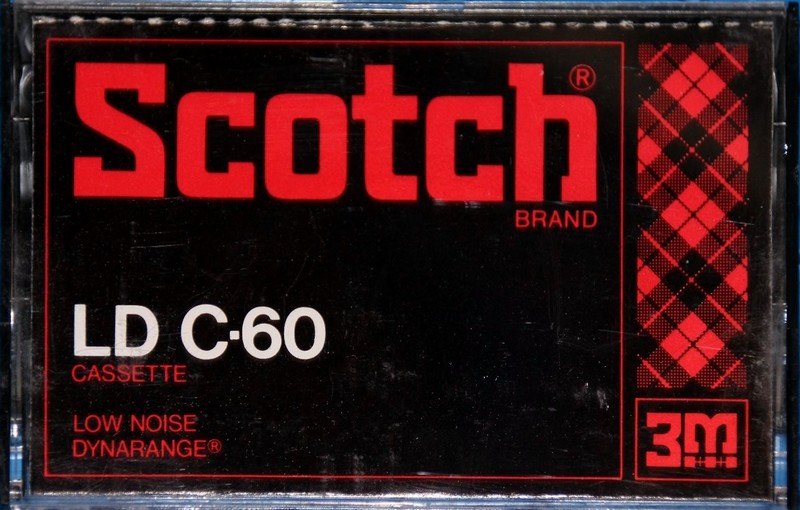 Scotch®
BRAND
LD C-60
CASSETTE
LOW NOISE
DYNARANGE®
3M